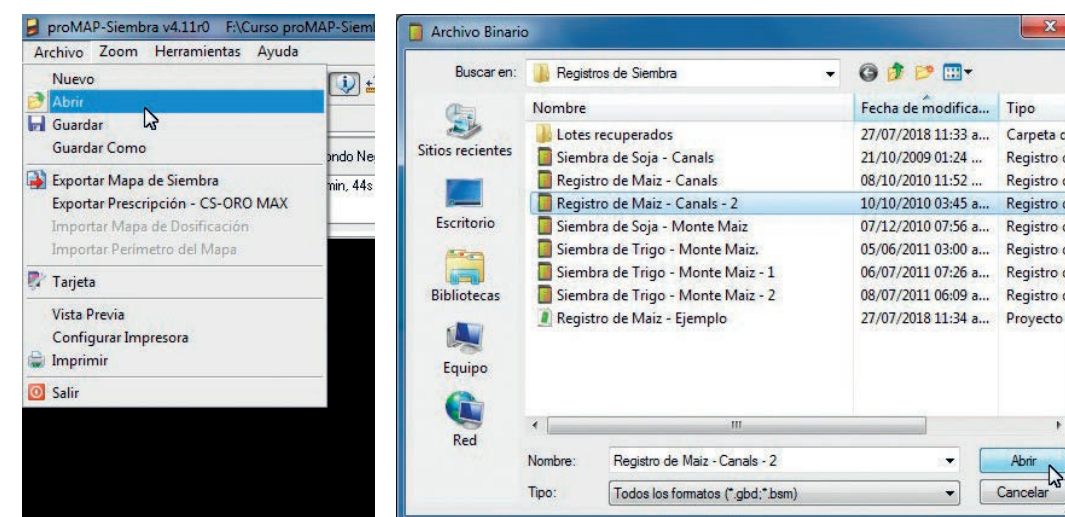 proMAP-Siembra v4.11r0 F:\Curso proMAP-Siem
Archivo Zoom Herramientas Ayuda
Nuevo
Abrir
Guardar
Guardar Como
Exportar Mapa de Siembra
Exportar Prescripción - CS-ORO MAX
Importar Mapa de Dosificación
Importar Perímetro del Mapa
Tarjeta
Vista Previa
Configurar Impresora
Imprimir
Salir
ondo Ne
min, 44s
Archivo Binario
Buscar en: Registros de Siembra
Sitios recientes
Escritorio
Bibliotecas
Equipo
Red
Nombre Fecha de modifica... Tipo
Lotes recuperados 27/07/2018 11:33 a... Carpeta d
Siembra de Soja - Canals 21/10/2009 01:24 ... Registro
Registro de Maiz - Canals 08/10/2010 11:52 ... Registro
Registro de Maiz - Canals - 2 10/10/2010 03:45 a... Registro
Siembra de Soja - Monte Maiz 07/12/2010 07:56 a... Registro
Siembra de Trigo - Monte Maiz. 05/06/2011 03:00 a... Registro
Siembra de Trigo - Monte Maiz - 1 06/07/2011 07:26 a... Registro
Siembra de Trigo - Monte Maiz - 2 08/07/2011 06:09 a... Registro
Registro de Maiz - Ejemplo 27/07/2018 11:34 a... Proyecto
Nombre: Registro de Maiz - Canals - 2 Abrir
Tipo: Todos los formatos (*.gbd;*.bsm) Cancelar